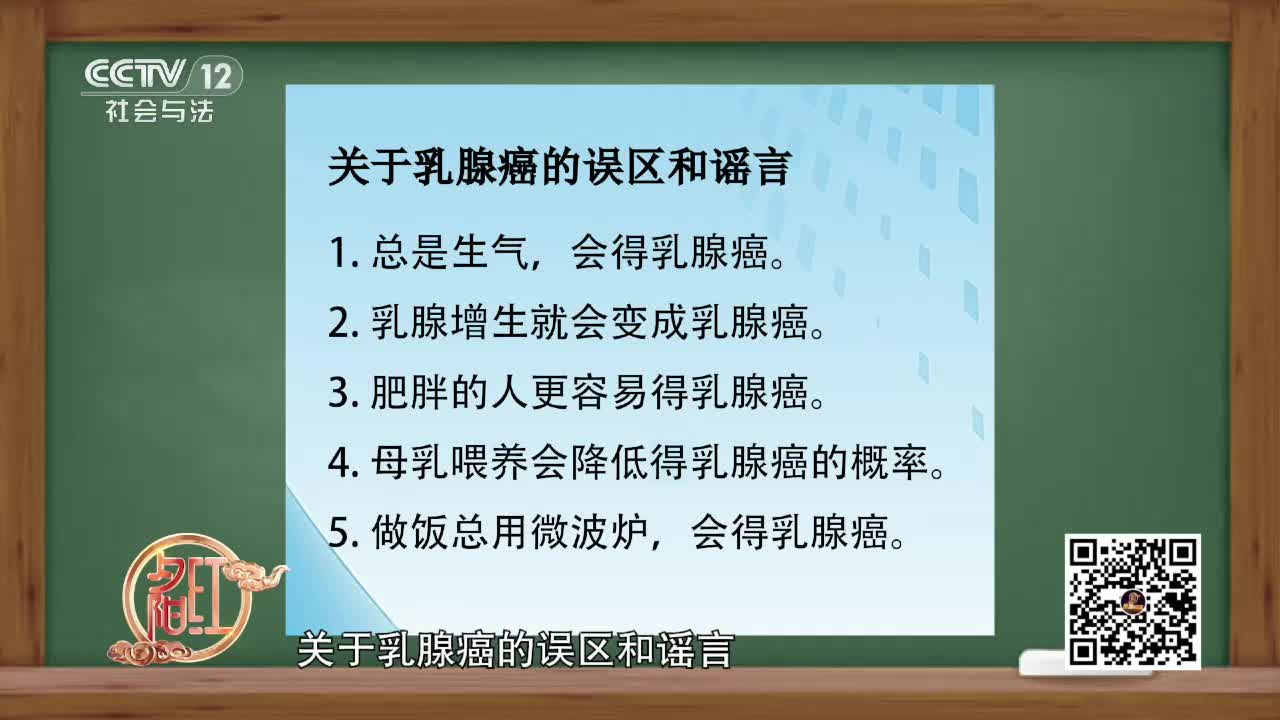 CCTV 12
社会与法
关于乳腺癌的误区和谣言
1. 总是生气，会得乳腺癌。
2. 乳腺增生就会变成乳腺癌。
3. 肥胖的人更容易得乳腺癌。
4. 母乳喂养会降低得乳腺癌的概率。
5. 做饭总用微波炉，会得乳腺癌。
夕阳红
关于乳腺癌的误区和谣言